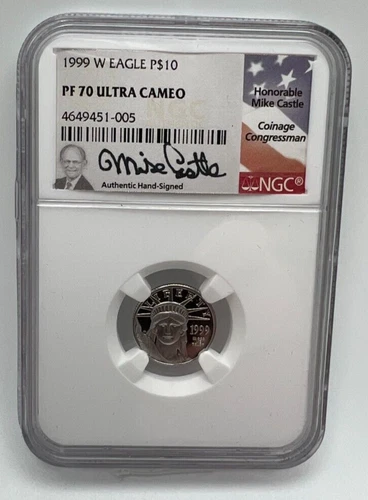 1999 W EAGLE P$10
PF 70 ULTRA CAMEO
4649451-005
Mike Castle
Authentic Hand-Signed
Honorable
Mike Castle
Coinage
Congressman
NGC®
NGC
LIBERTY
1999